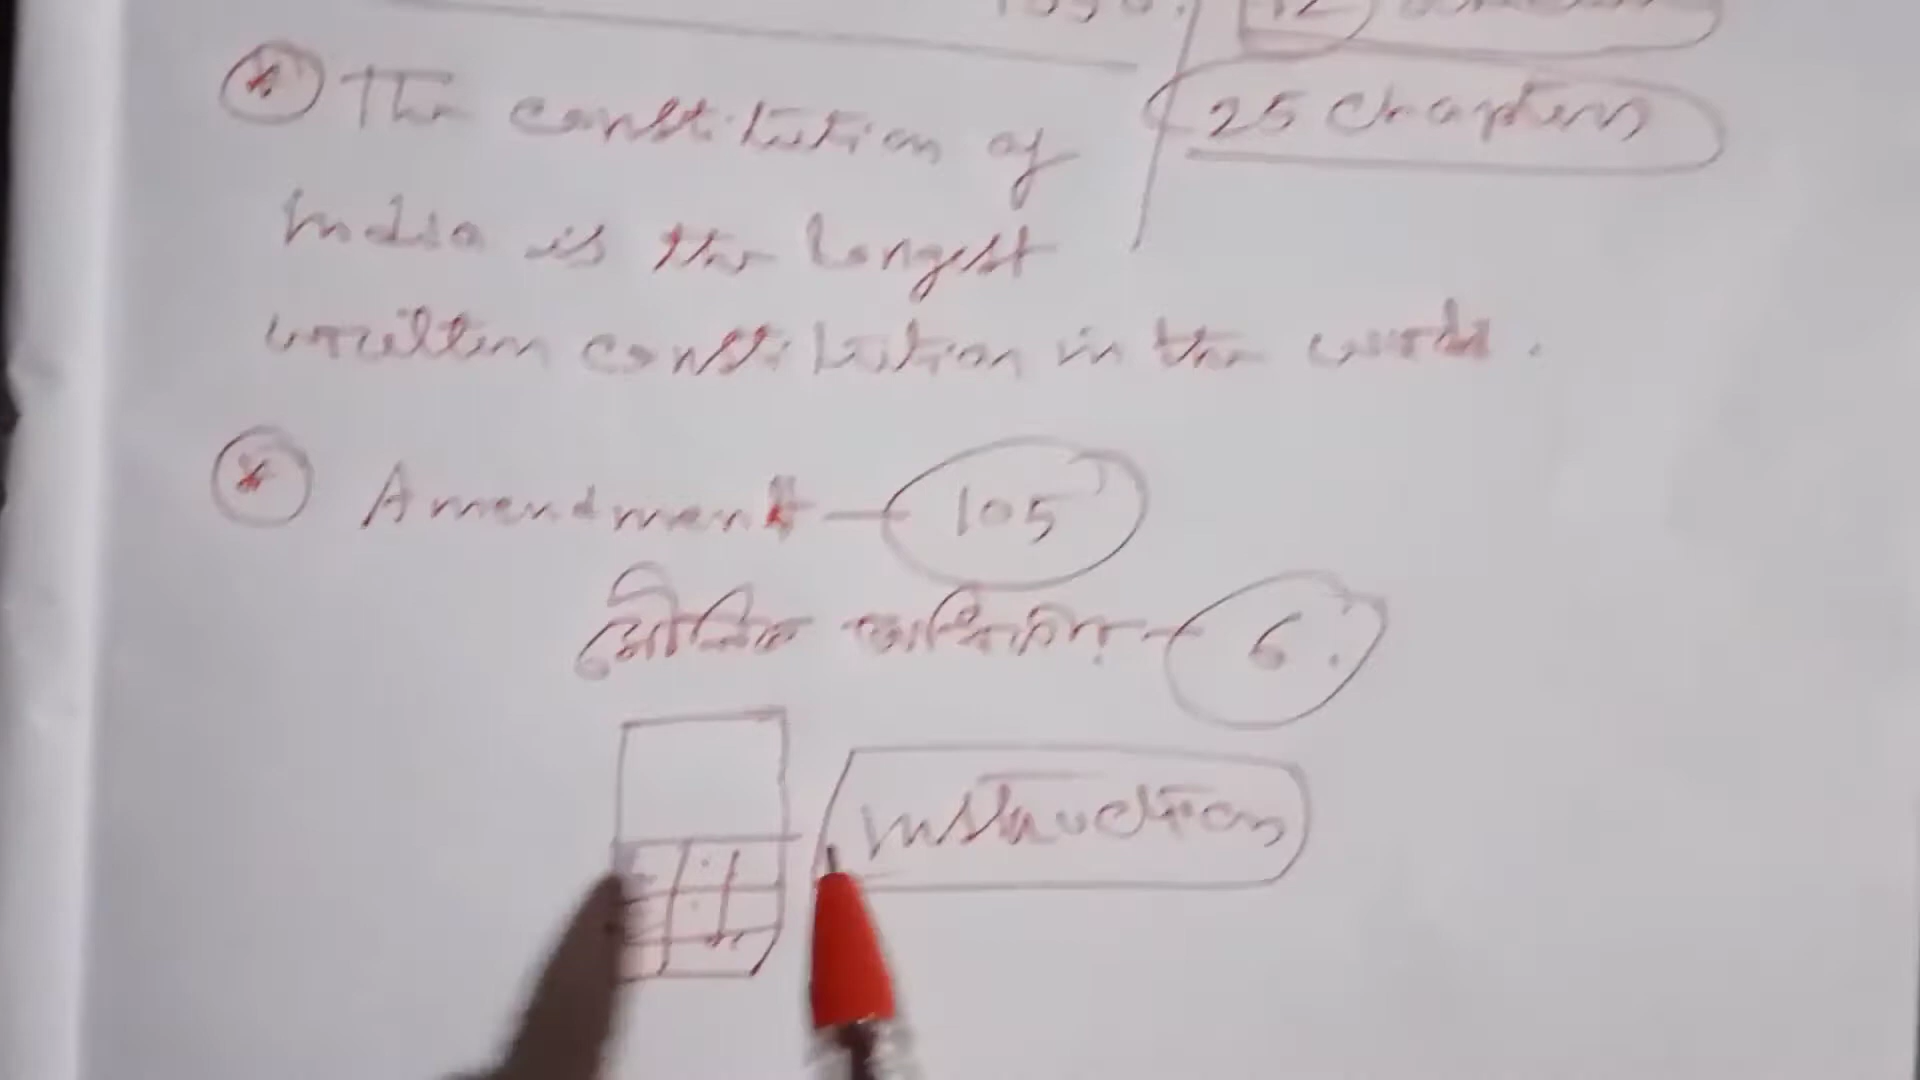 25 Chapters
The constitution of
India is the longest
written constitution in the world.
Amendment — 105
মৌলিক অধিকার — 6.
Instruction